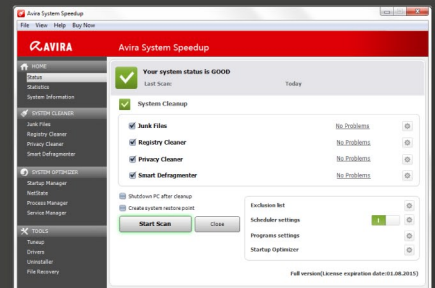 Avira System Speedup
File View Help Buy Now
AVIRA
Avira System Speedup
HOME
Status
Statistics
System Information
SYSTEM CLEANER
Junk Files
Registry Cleaner
Privacy Cleaner
Smart Defragmenter
SYSTEM OPTIMIZER
Startup Manager
NetStats
Process Manager
Service Manager
TOOLS
Tuneup
Drivers
Uninstaller
File Recovery
Your system status is GOOD
Last Scan: Today
System Cleanup
Junk Files No Problems
Registry Cleaner No Problems
Privacy Cleaner No Problems
Smart Defragmenter No Problems
Shutdown PC after cleanup
Create system restore point
Start Scan Close
Exclusion list
Scheduler settings
Programs settings
Startup Optimizer
Full version(License expiration date:01.08.2015)